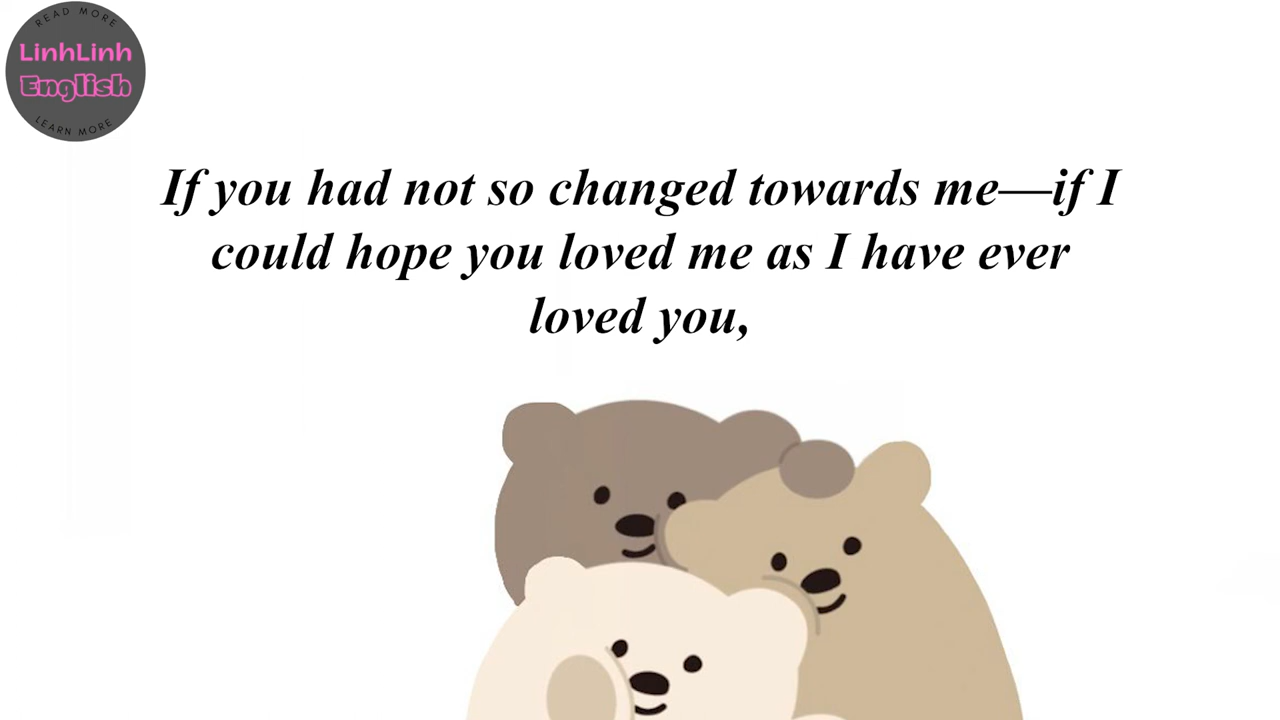 READ MORE
LinhLinh
English
LEARN MORE
If you had not so changed towards me—if I
could hope you loved me as I have ever
loved you,